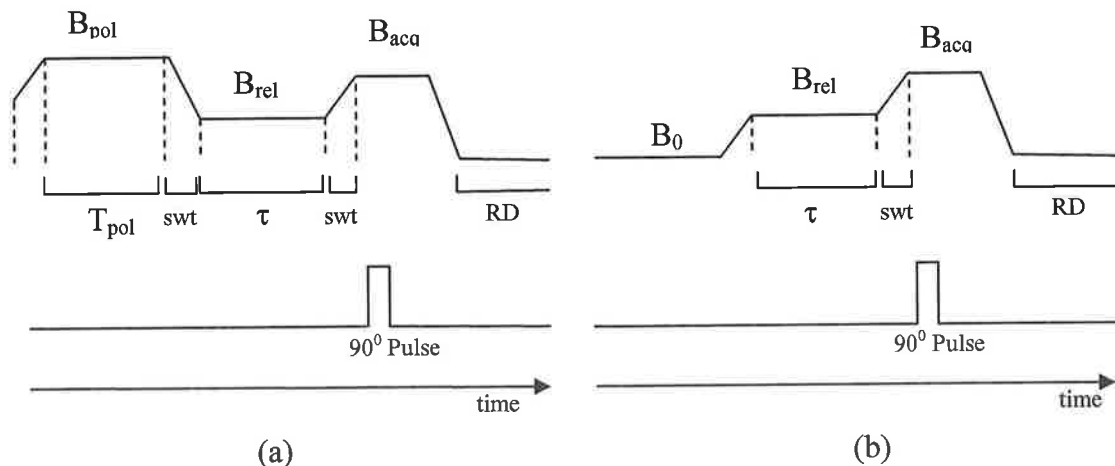 B_pol
B_acq
B_rel
T_pol
swt
τ
swt
RD
90⁰ Pulse
time
(a)
B_acq
B_rel
B_0
τ
swt
RD
90⁰ Pulse
time
(b)